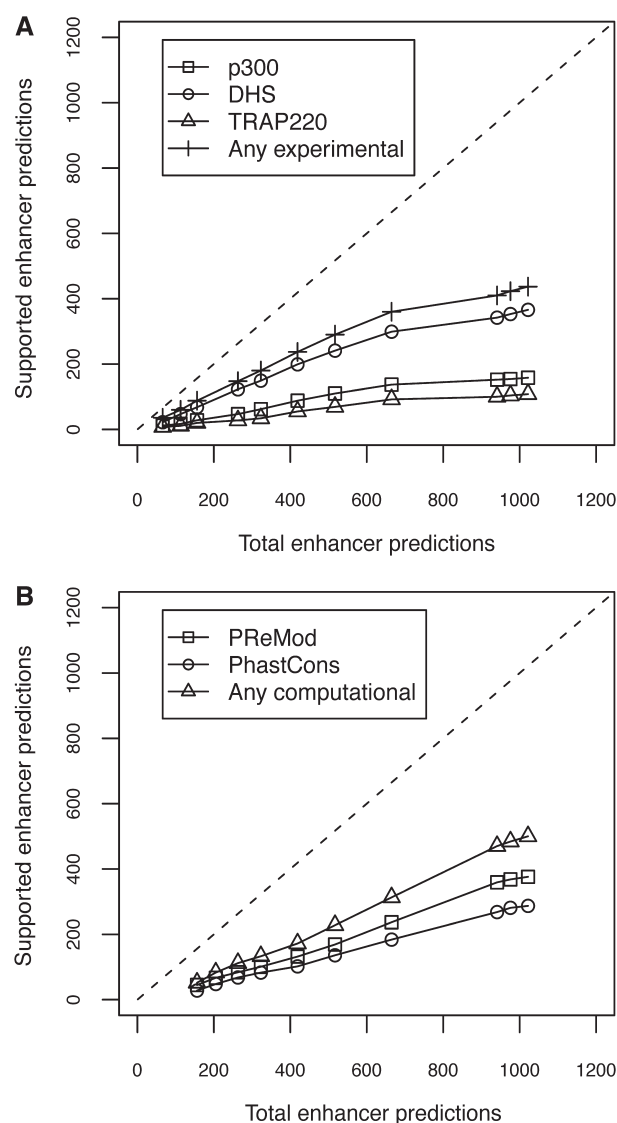 A
p300
DHS
TRAP220
Any experimental
Supported enhancer predictions
0 200 400 600 800 1000 1200
0 200 400 600 800 1000 1200
Total enhancer predictions
B
PReMod
PhastCons
Any computational
Supported enhancer predictions
0 200 400 600 800 1000 1200
0 200 400 600 800 1000 1200
Total enhancer predictions